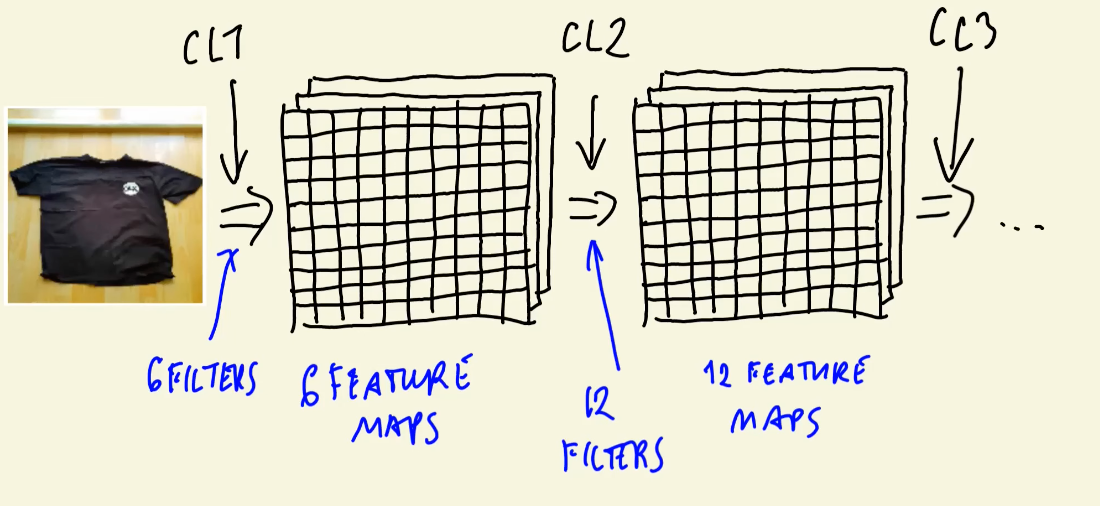 CL1
CL2
CL3
6 FILTERS
6 FEATURE
MAPS
12
FILTERS
12 FEATURE
MAPS
...